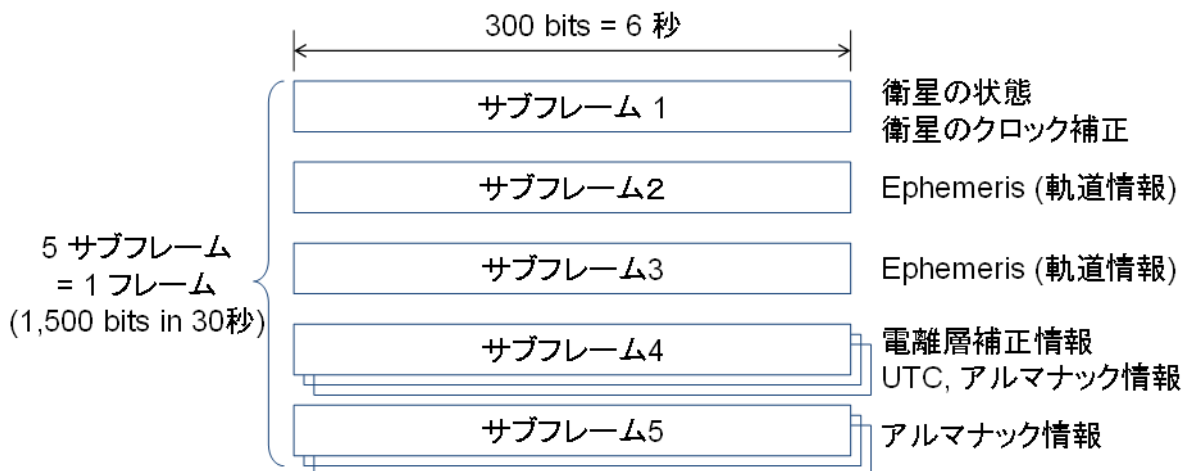 300 bits = 6 秒
サブフレーム 1
衛星の状態
衛星のクロック補正
サブフレーム2
Ephemeris (軌道情報)
5 サブフレーム
= 1 フレーム
(1,500 bits in 30秒)
サブフレーム3
Ephemeris (軌道情報)
サブフレーム4
電離層補正情報
UTC, アルマナック情報
サブフレーム5
アルマナック情報